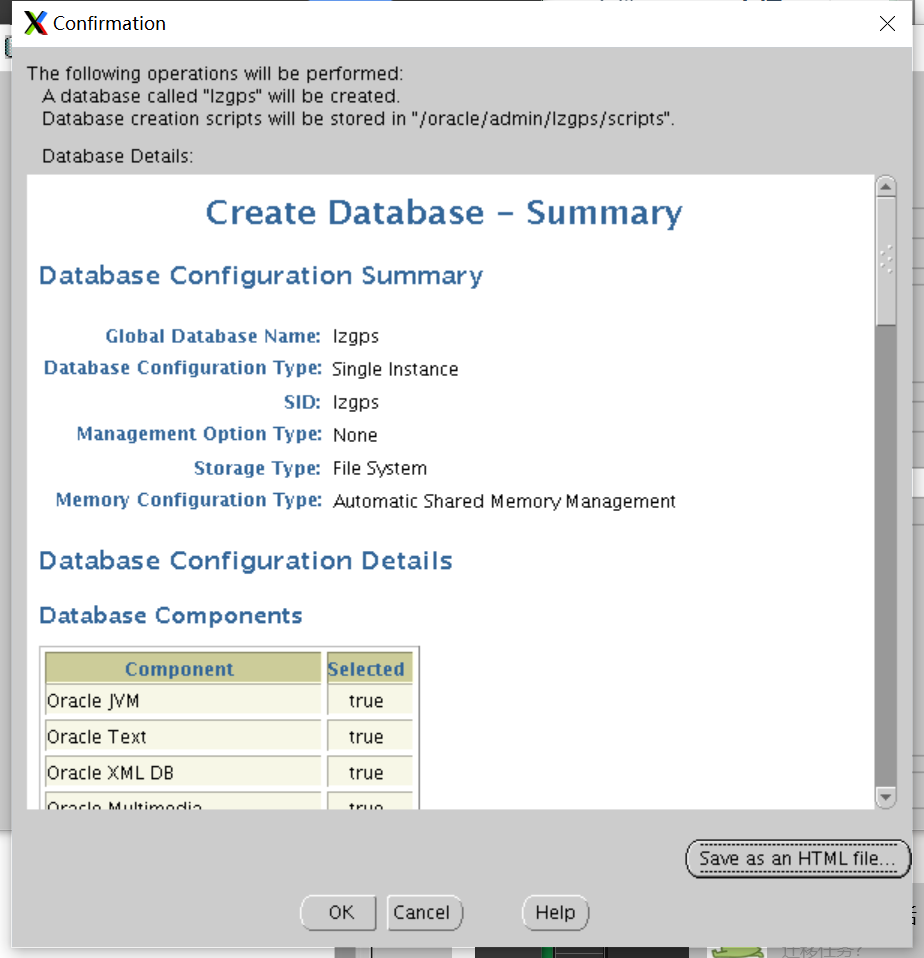 Confirmation
The following operations will be performed:
A database called "lzgps" will be created.
Database creation scripts will be stored in "/oracle/admin/lzgps/scripts".
Database Details:
Create Database – Summary
Database Configuration Summary
Global Database Name: lzgps
Database Configuration Type: Single Instance
SID: lzgps
Management Option Type: None
Storage Type: File System
Memory Configuration Type: Automatic Shared Memory Management
Database Configuration Details
Database Components
Component Selected
Oracle JVM true
Oracle Text true
Oracle XML DB true
Oracle Multimedia true
Save as an HTML file...
OK Cancel Help
迁移任务?